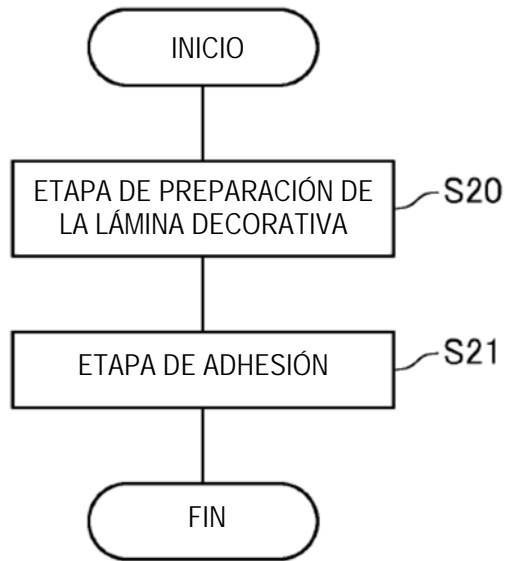 INICIO
ETAPA DE PREPARACIÓN DE
LA LÁMINA DECORATIVA
S20
ETAPA DE ADHESIÓN
S21
FIN